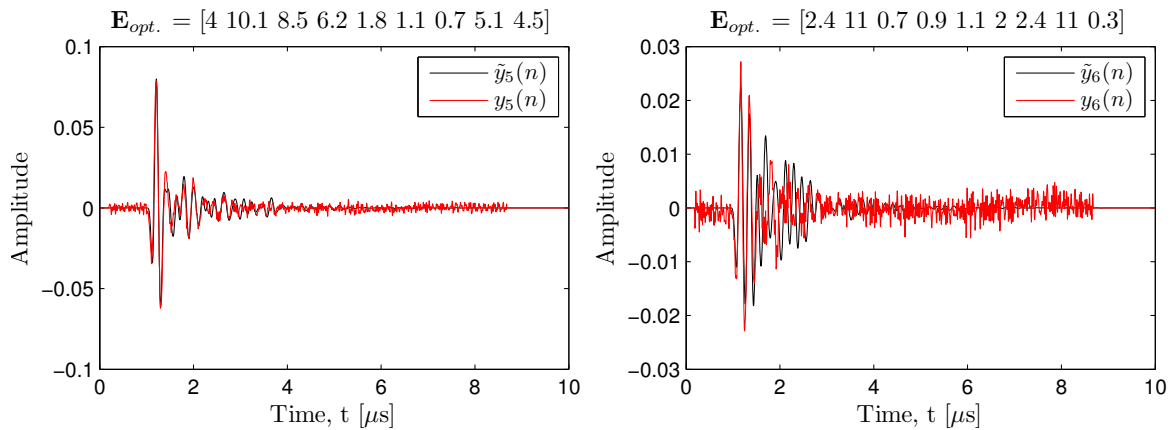 E_opt. = [4 10.1 8.5 6.2 1.8 1.1 0.7 5.1 4.5]
0.1
0.05
0
−0.05
−0.1
Amplitude
ỹ₅(n)
y₅(n)
0 2 4 6 8 10
Time, t [μs]
E_opt. = [2.4 11 0.7 0.9 1.1 2 2.4 11 0.3]
0.03
0.02
0.01
0
−0.01
−0.02
−0.03
Amplitude
ỹ₆(n)
y₆(n)
0 2 4 6 8 10
Time, t [μs]